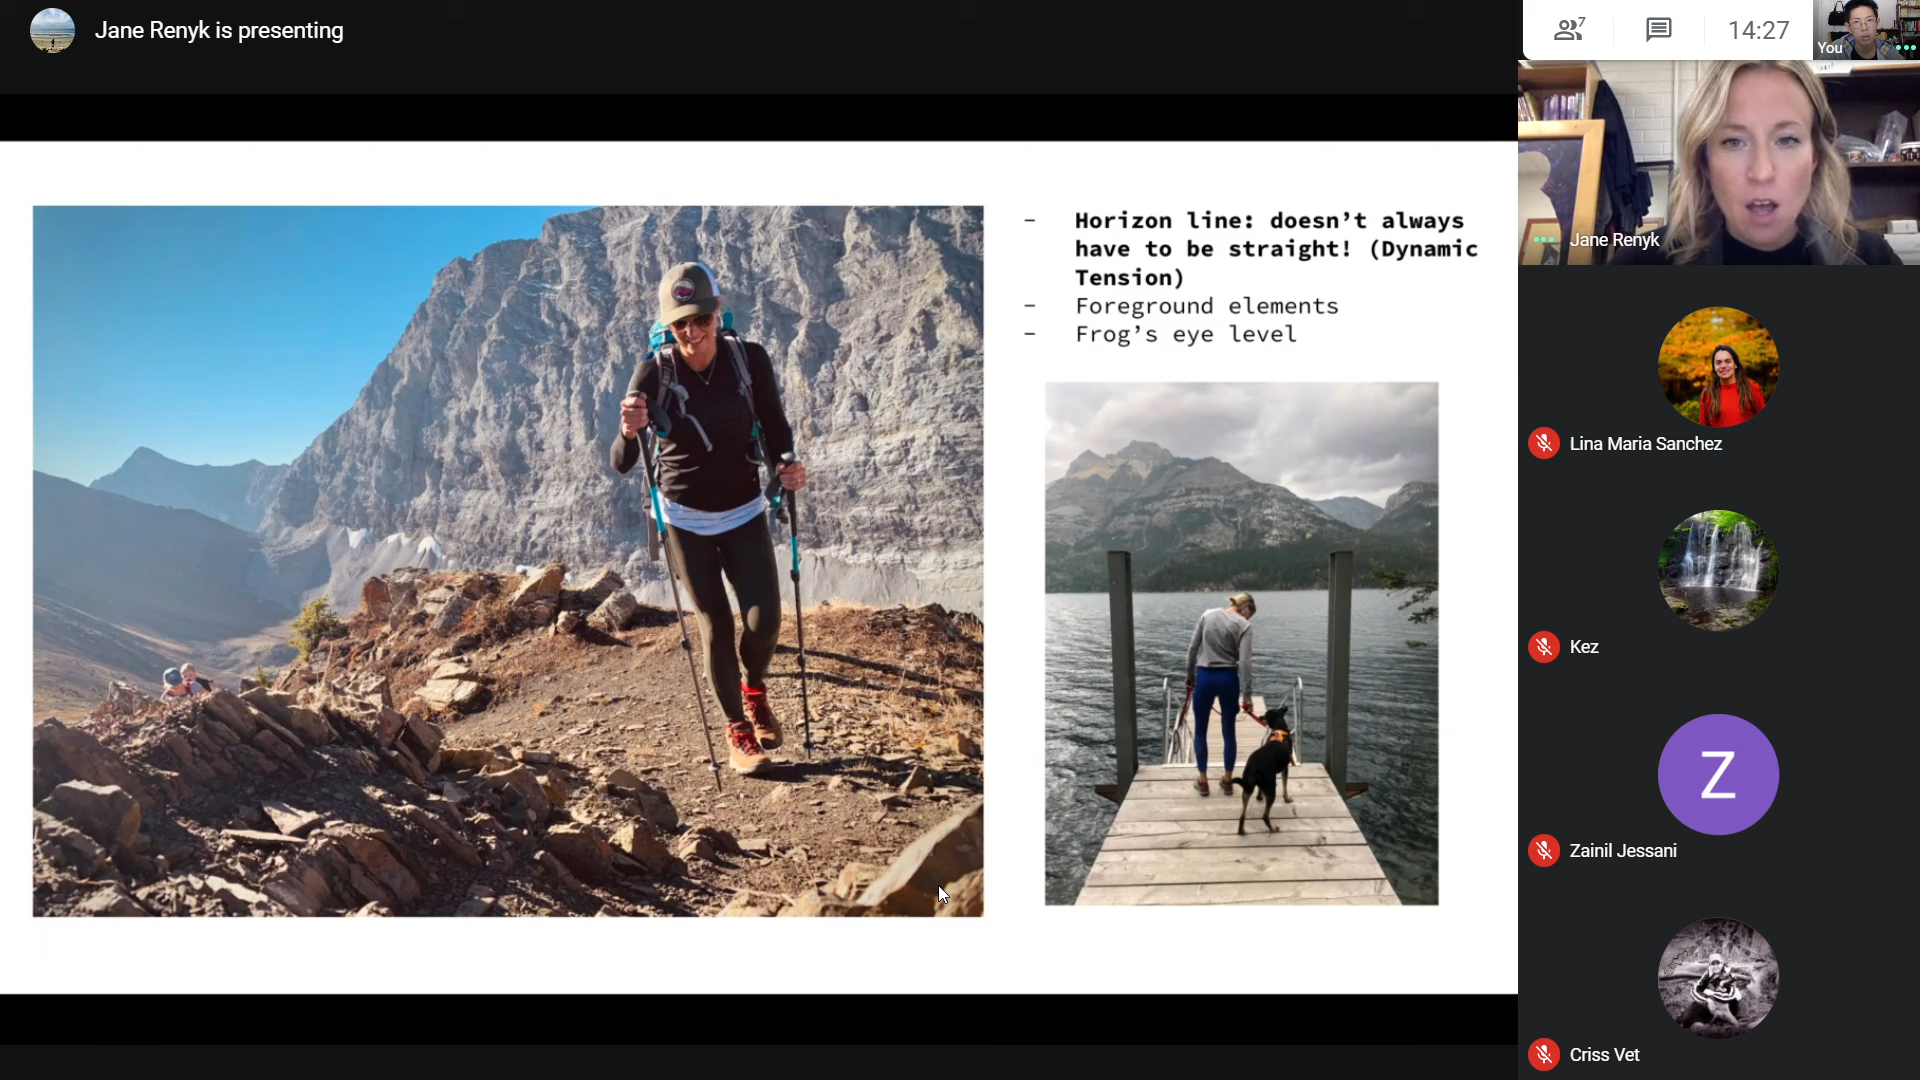 Jane Renyk is presenting
7
14:27
You
- Horizon line: doesn't always
have to be straight! (Dynamic
Tension)
- Foreground elements
- Frog's eye level
Jane Renyk
Lina Maria Sanchez
Kez
Z
Zainil Jessani
Criss Vet